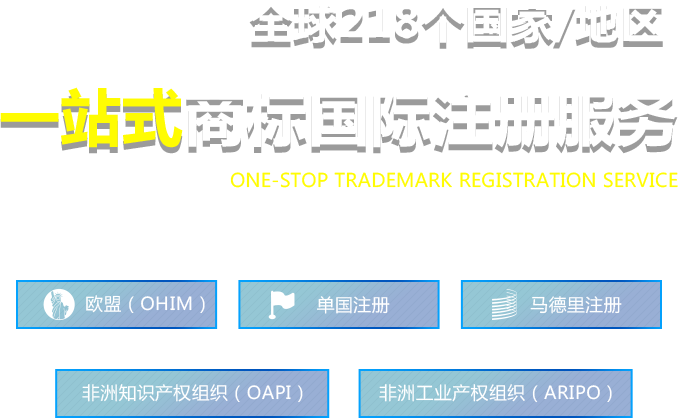 全球218个国家/地区
一站式商标国际注册服务
ONE-STOP TRADEMARK REGISTRATION SERVICE
欧盟（OHIM）
单国注册
马德里注册
非洲知识产权组织（OAPI）
非洲工业产权组织（ARIPO）